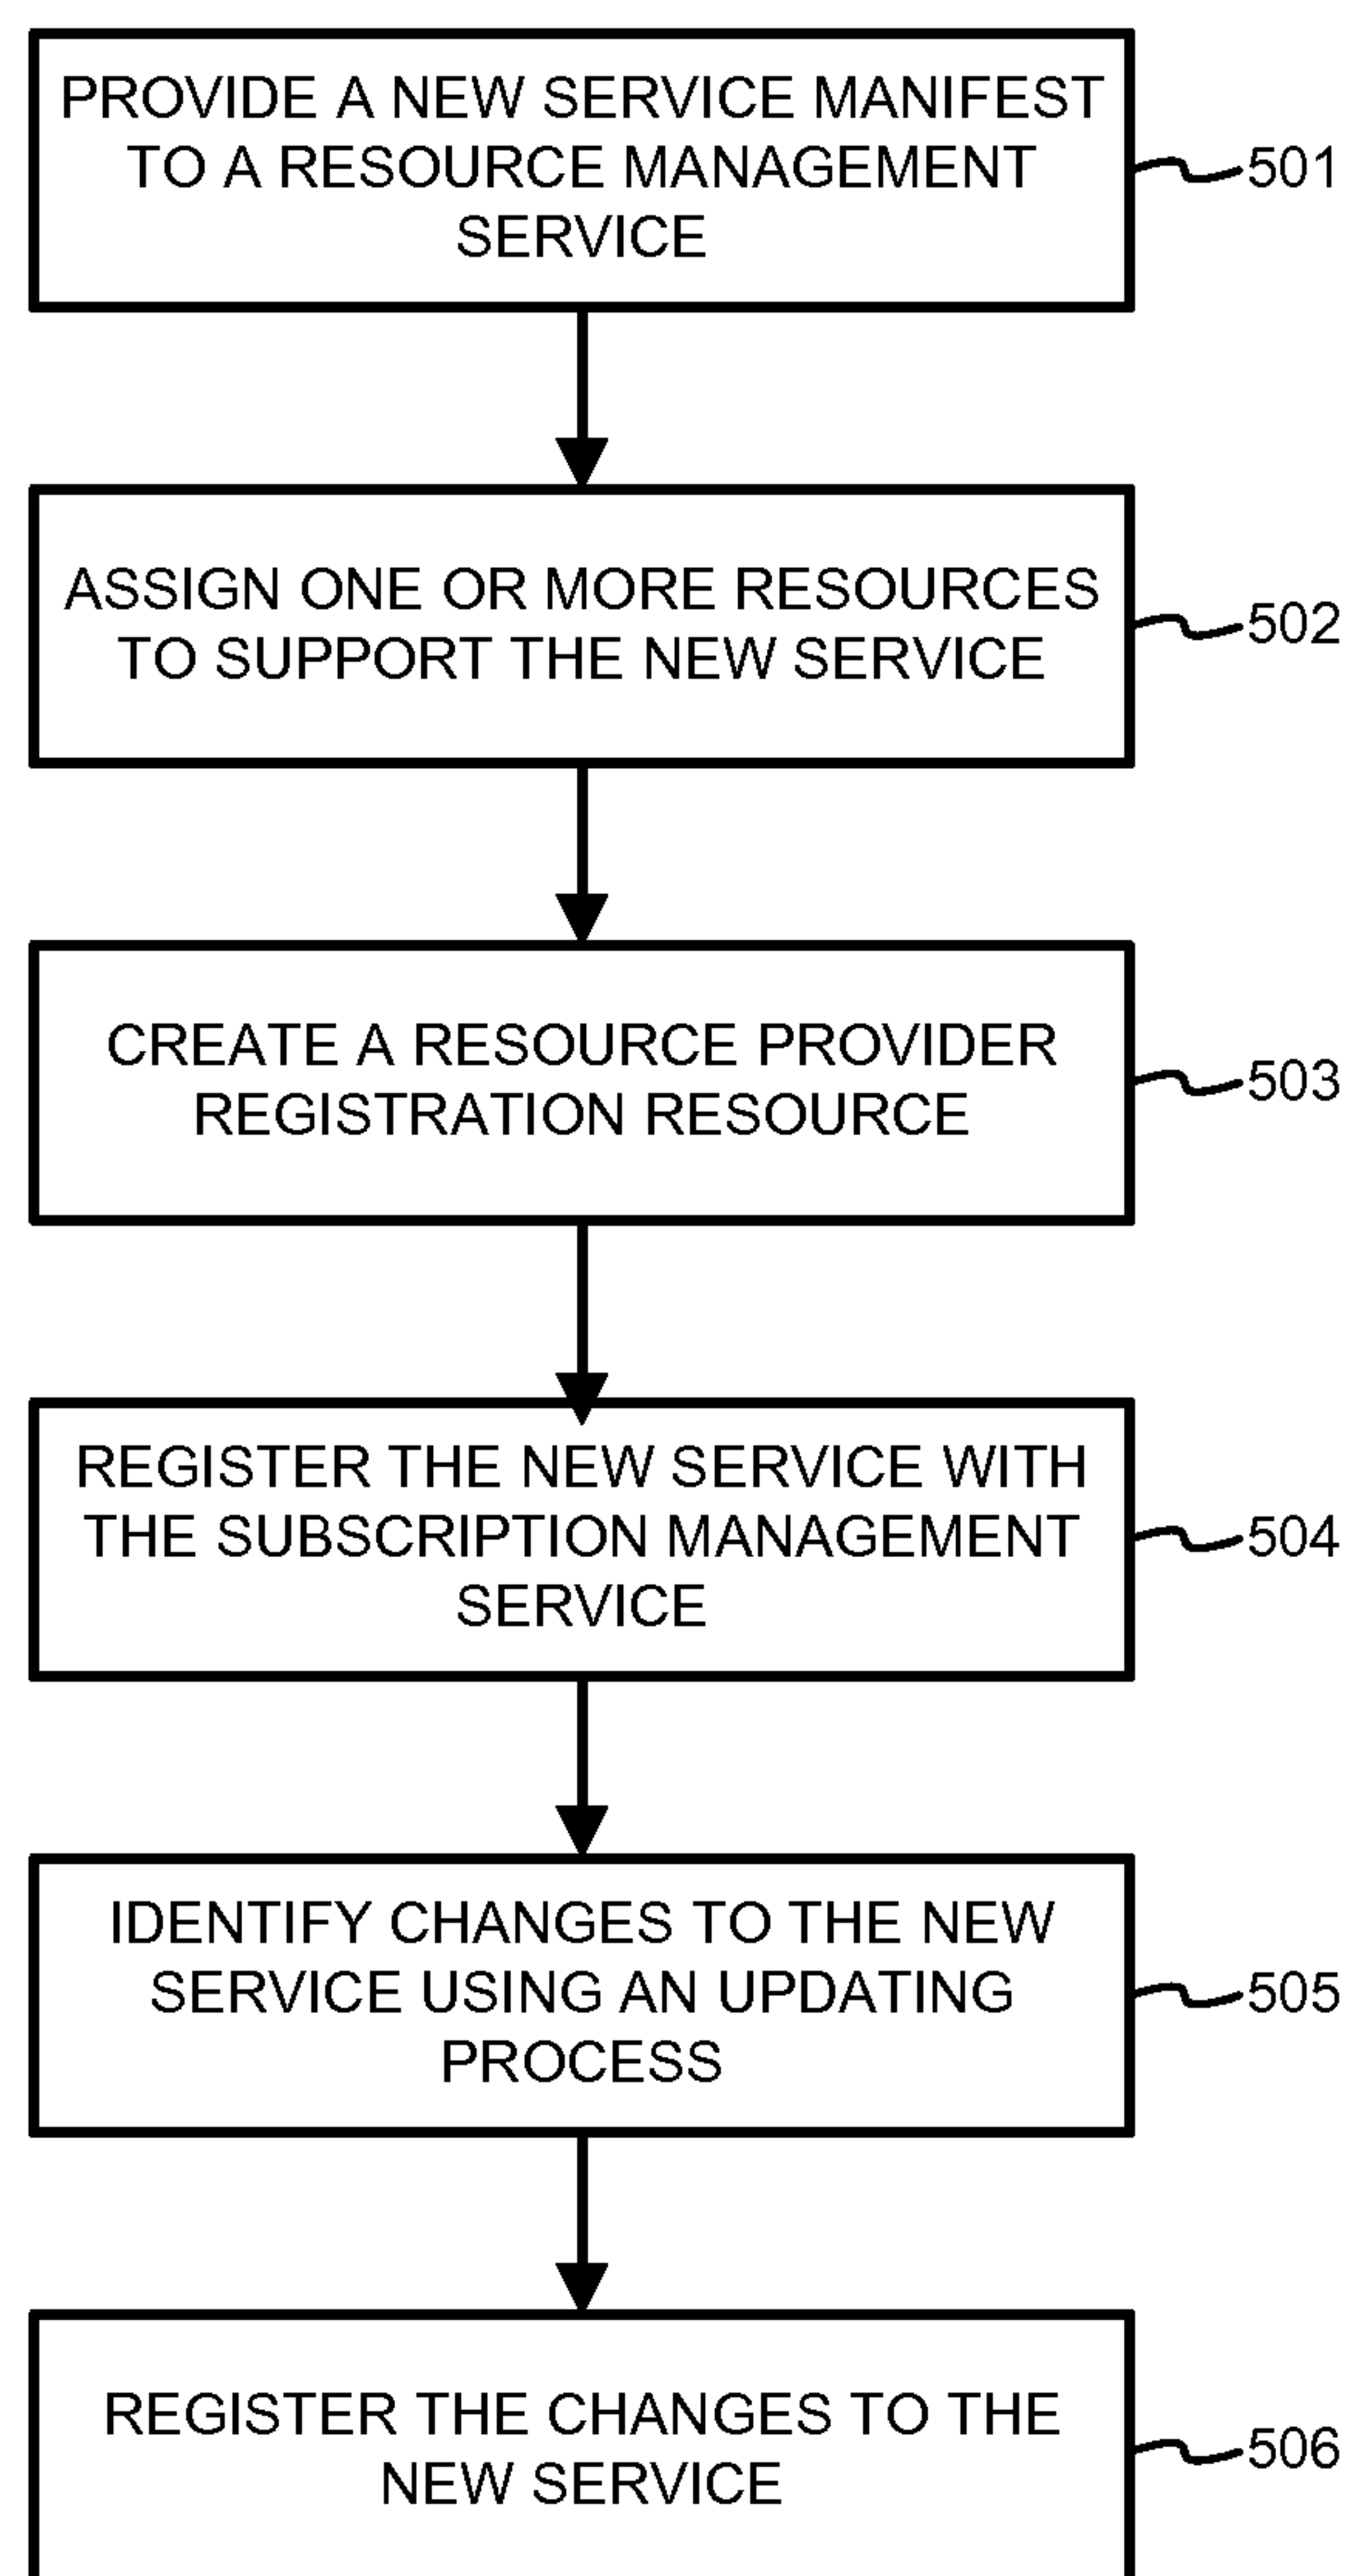 PROVIDE A NEW SERVICE MANIFEST
TO A RESOURCE MANAGEMENT
SERVICE
501
ASSIGN ONE OR MORE RESOURCES
TO SUPPORT THE NEW SERVICE
502
CREATE A RESOURCE PROVIDER
REGISTRATION RESOURCE
503
REGISTER THE NEW SERVICE WITH
THE SUBSCRIPTION MANAGEMENT
SERVICE
504
IDENTIFY CHANGES TO THE NEW
SERVICE USING AN UPDATING
PROCESS
505
REGISTER THE CHANGES TO THE
NEW SERVICE
506